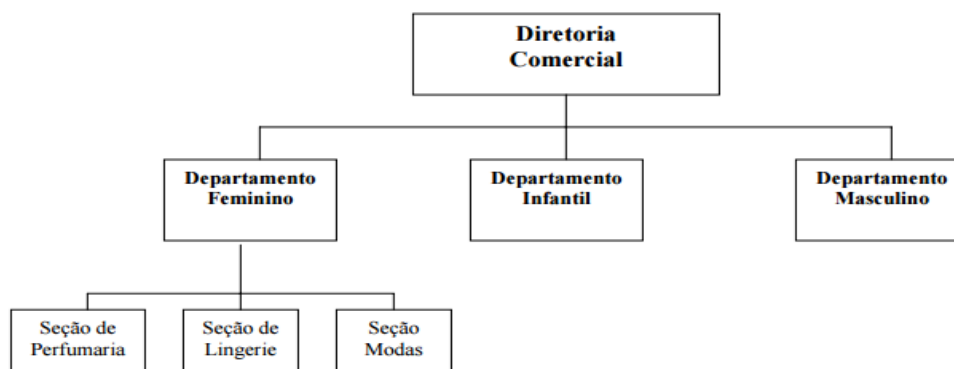 Diretoria
Comercial
Departamento
Feminino
Departamento
Infantil
Departamento
Masculino
Seção de
Perfumaria
Seção de
Lingerie
Seção
Modas